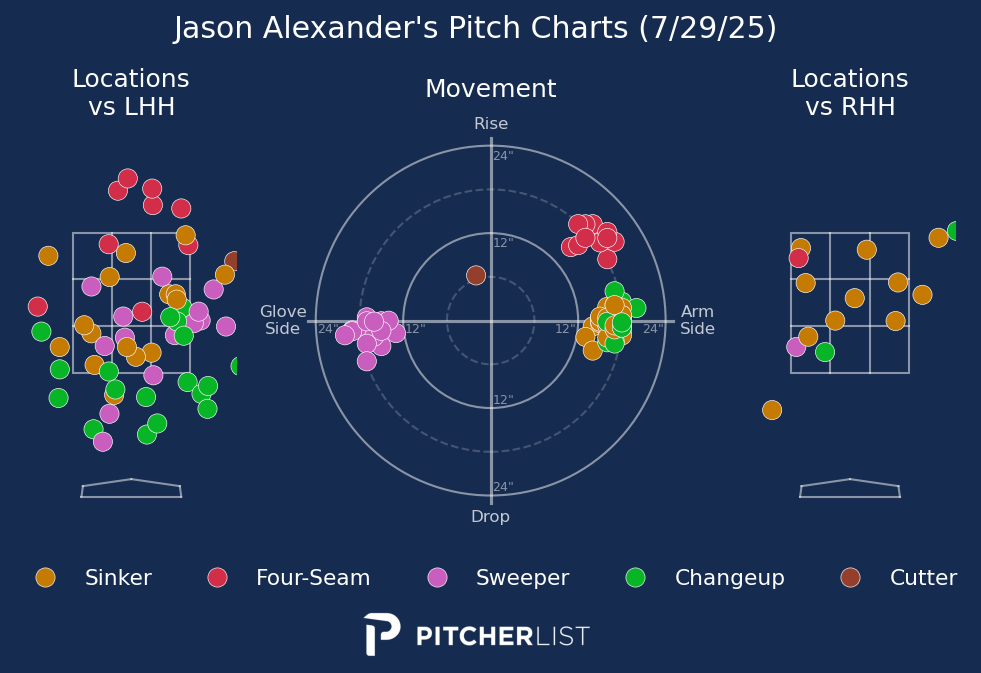 Jason Alexander's Pitch Charts (7/29/25)
Locations
vs LHH
Movement
Locations
vs RHH
Rise
24"
12"
Glove
Side
24"
12"
12"
24"
Arm
Side
12"
24"
Drop
Sinker
Four-Seam
Sweeper
Changeup
Cutter
PITCHERLIST